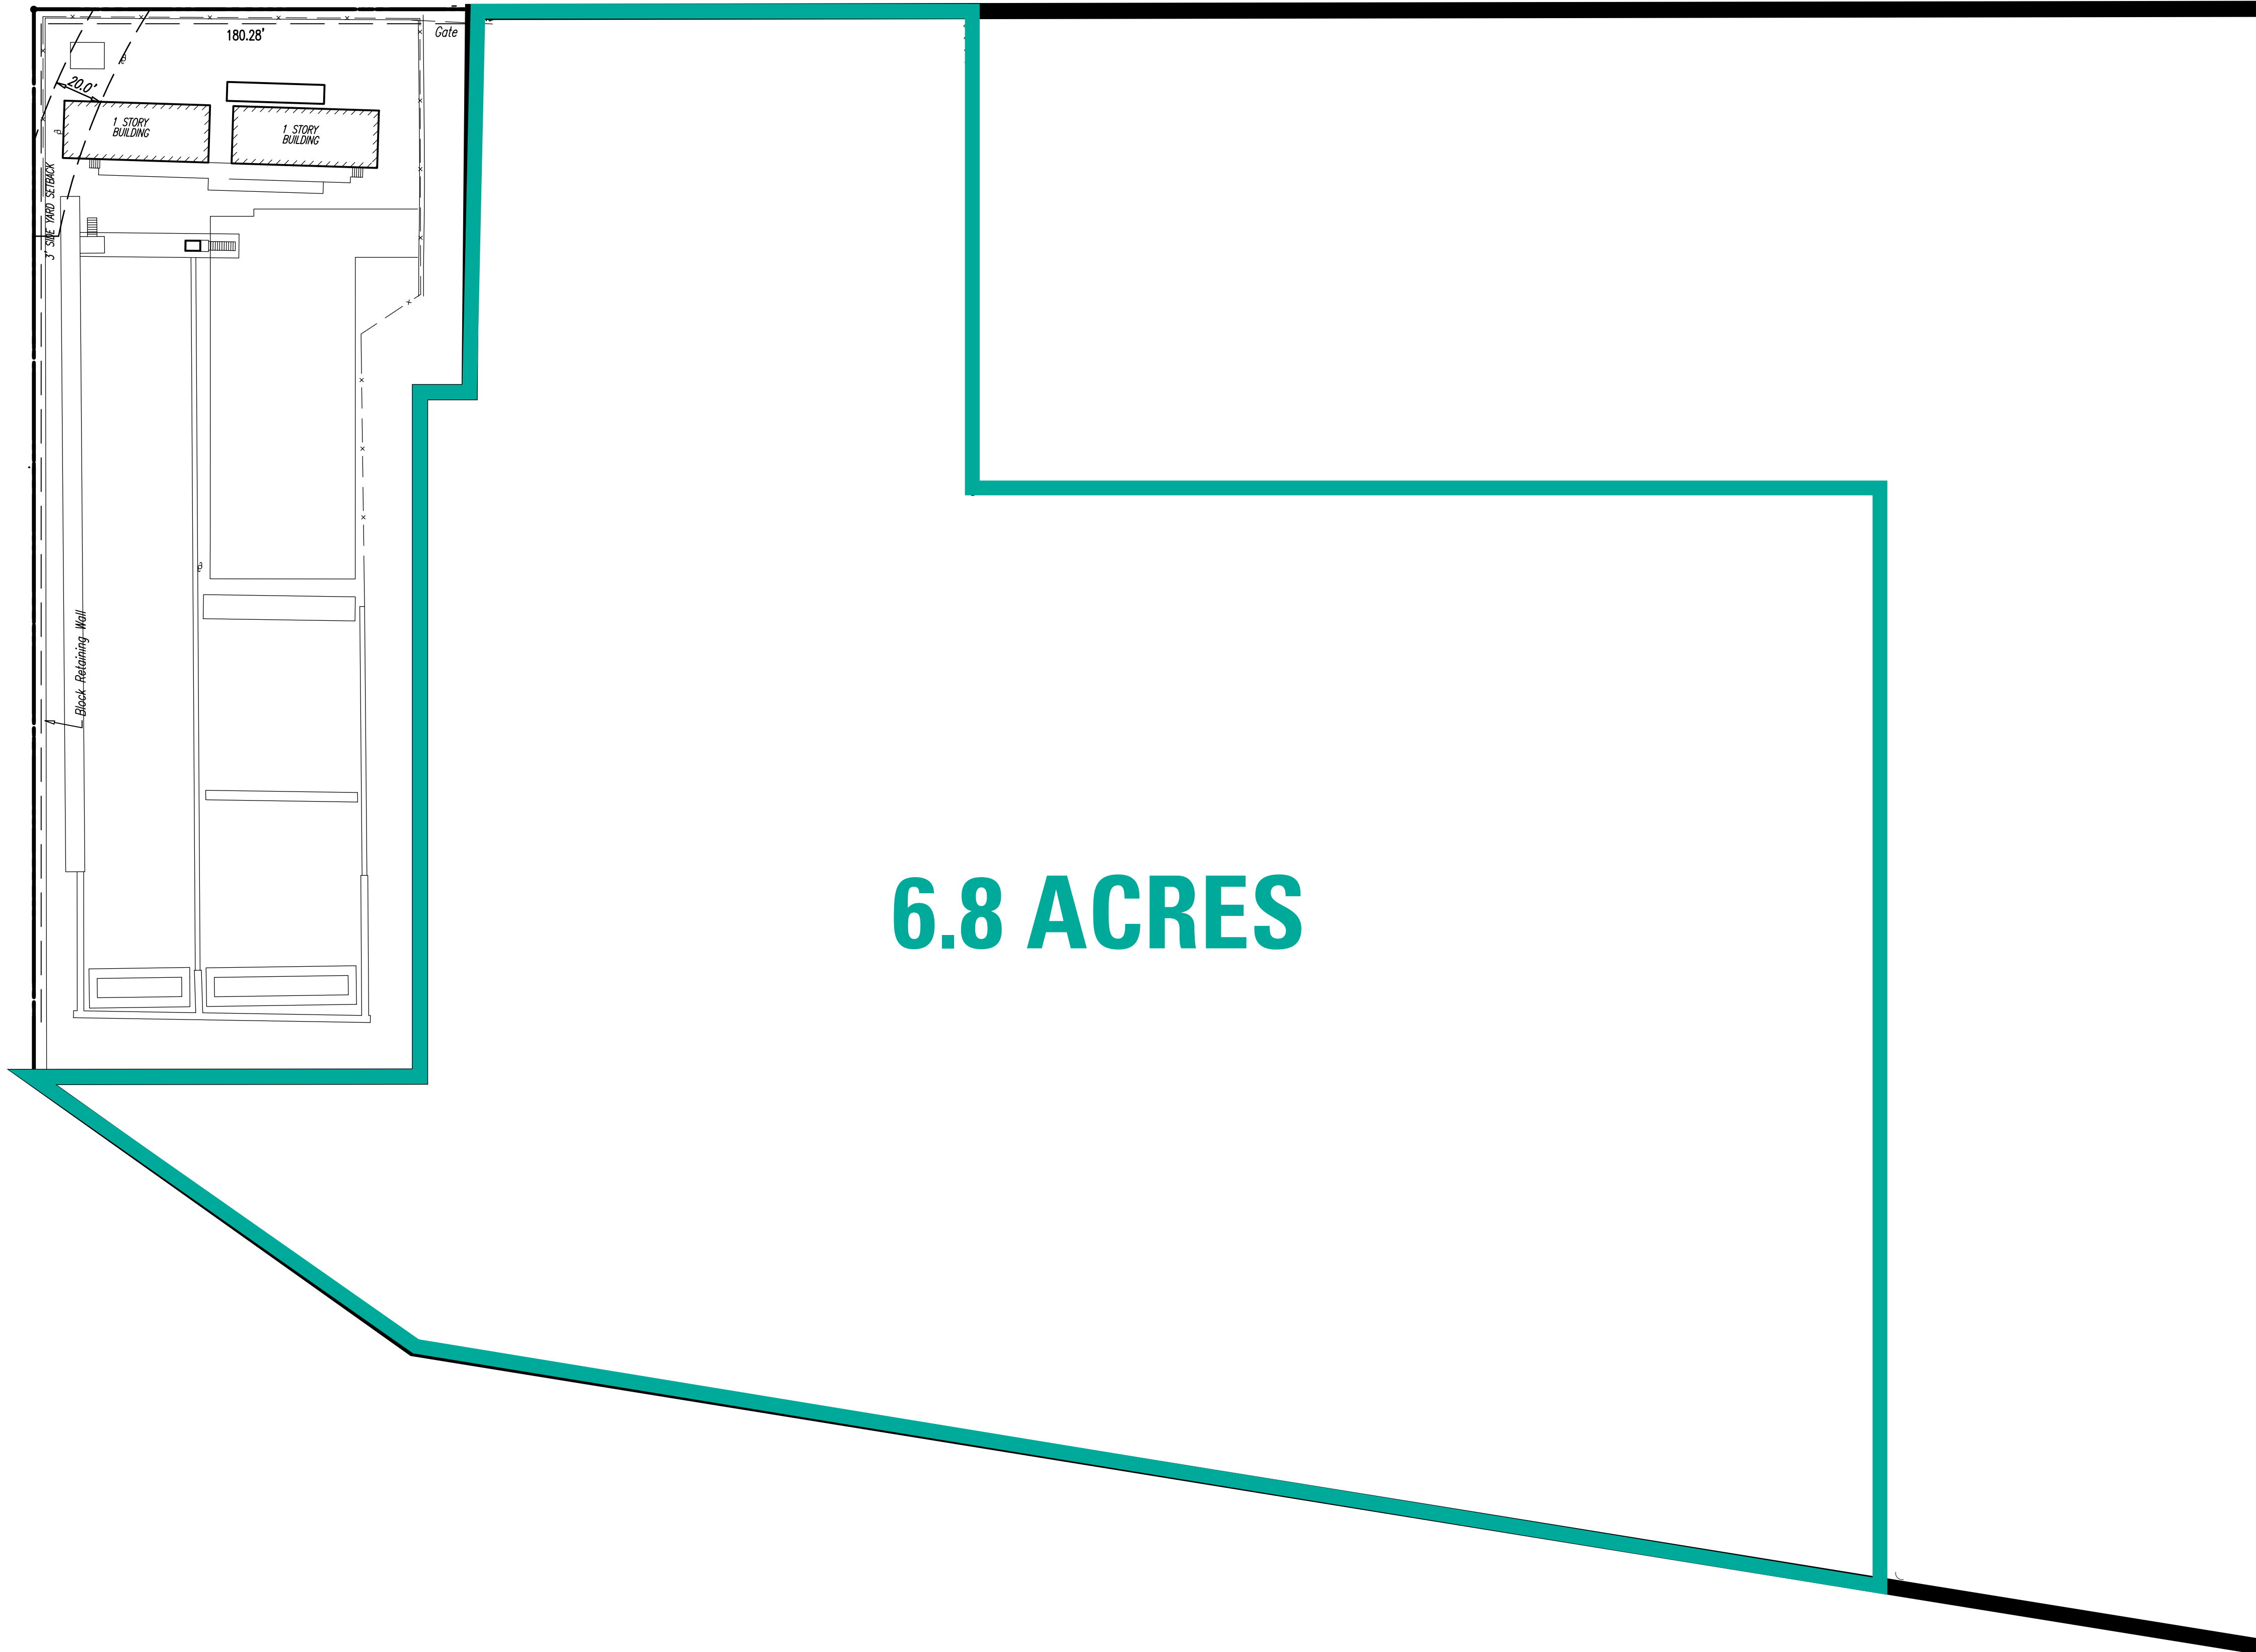 180.28'
Gate
20.0'
1 STORY
BUILDING
1 STORY
BUILDING
3' SIDE YARD SETBACK
Block Retaining Wall
6.8 ACRES